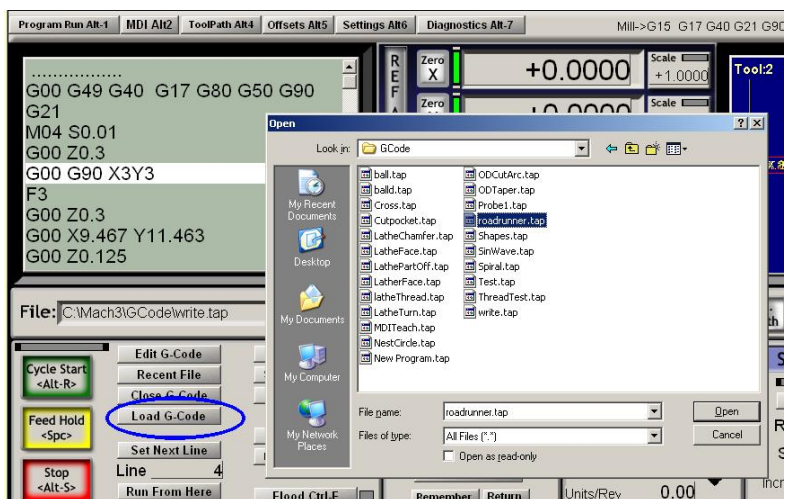 Program Run Alt-1 MDI Alt2 ToolPath Alt4 Offsets Alt5 Settings Alt6 Diagnostics Alt-7 Mill->G15 G17 G40 G21 G90
..................
G00 G49 G40 G17 G80 G50 G90
G21
M04 S0.01
G00 Z0.3
G00 G90 X3Y3
F3
G00 Z0.3
G00 X9.467 Y11.463
G00 Z0.125
R
E
F
Zero
X
+0.0000
Scale
+1.0000
Tool:2
Zero
Scale
Open
Look in: GCode
My Recent
Documents
Desktop
My Documents
My Computer
My Network
Places
ball.tap
balld.tap
Cross.tap
Cutpocket.tap
LatheChamfer.tap
LatheFace.tap
LathePartOff.tap
LatherFace.tap
latheThread.tap
LatheTurn.tap
MDITeach.tap
NestCircle.tap
New Program.tap
ODCutArc.tap
ODTaper.tap
Probe1.tap
roadrunner.tap
Shapes.tap
SinWave.tap
Spiral.tap
Test.tap
ThreadTest.tap
write.tap
File name: roadrunner.tap Open
Files of type: All Files (*.*) Cancel
Open as read-only
File: C:\Mach3\GCode\write.tap
Cycle Start
<Alt-R>
Feed Hold
<Spc>
Stop
<Alt-S>
Edit G-Code
Recent File
Close G-Code
Load G-Code
Set Next Line
Line 4
Run From Here
Flood Ctrl-F
Remember Return
Units/Rev 0.00